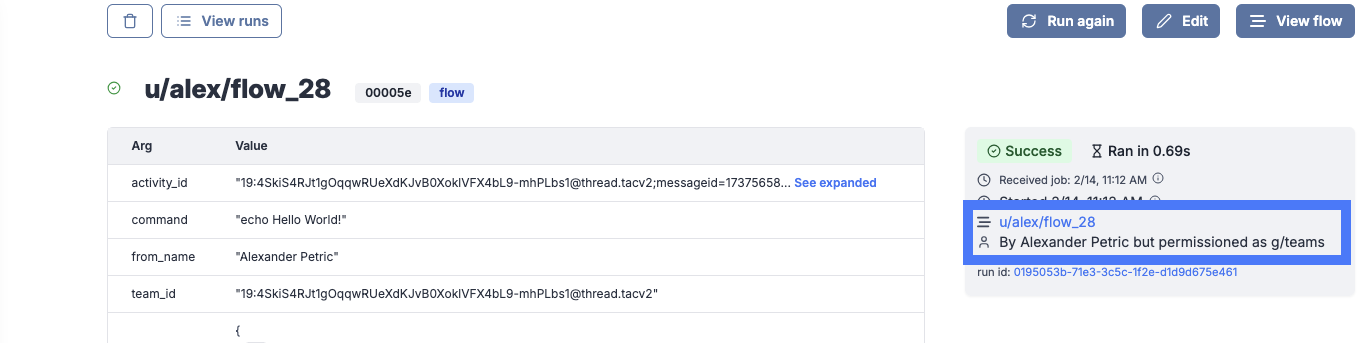 View runs
Run again
Edit
View flow
u/alex/flow_28
00005e
flow
Arg Value
activity_id "19:4SkiS4RJt1gOqqwRUeXdKJvB0XokIVFX4bL9-mhPLbs1@thread.tacv2;messageid=17375658... See expanded
command "echo Hello World!"
from_name "Alexander Petric"
team_id "19:4SkiS4RJt1gOqqwRUeXdKJvB0XokIVFX4bL9-mhPLbs1@thread.tacv2"
{
Success
Ran in 0.69s
Received job: 2/14, 11:12 AM
Started 2/14, 11:12 AM
u/alex/flow_28
By Alexander Petric but permissioned as g/teams
run id: 0195053b-71e3-3c5c-1f2e-d1d9d675e461